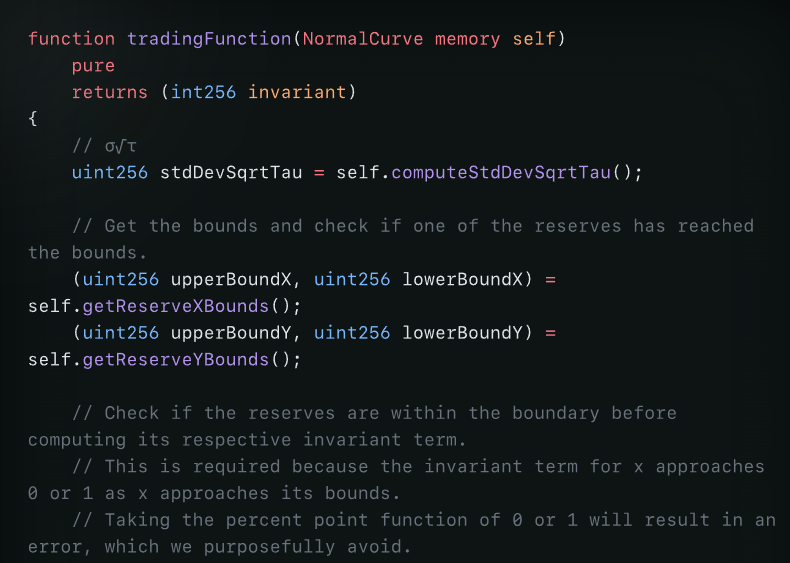 function tradingFunction(NormalCurve memory self)
pure
returns (int256 invariant)
{
// σ√τ
uint256 stdDevSqrtTau = self.computeStdDevSqrtTau();
// Get the bounds and check if one of the reserves has reached
the bounds.
(uint256 upperBoundX, uint256 lowerBoundX) =
self.getReserveXBounds();
(uint256 upperBoundY, uint256 lowerBoundY) =
self.getReserveYBounds();
// Check if the reserves are within the boundary before
computing its respective invariant term.
// This is required because the invariant term for x approaches
0 or 1 as x approaches its bounds.
// Taking the percent point function of 0 or 1 will result in an
error, which we purposefully avoid.